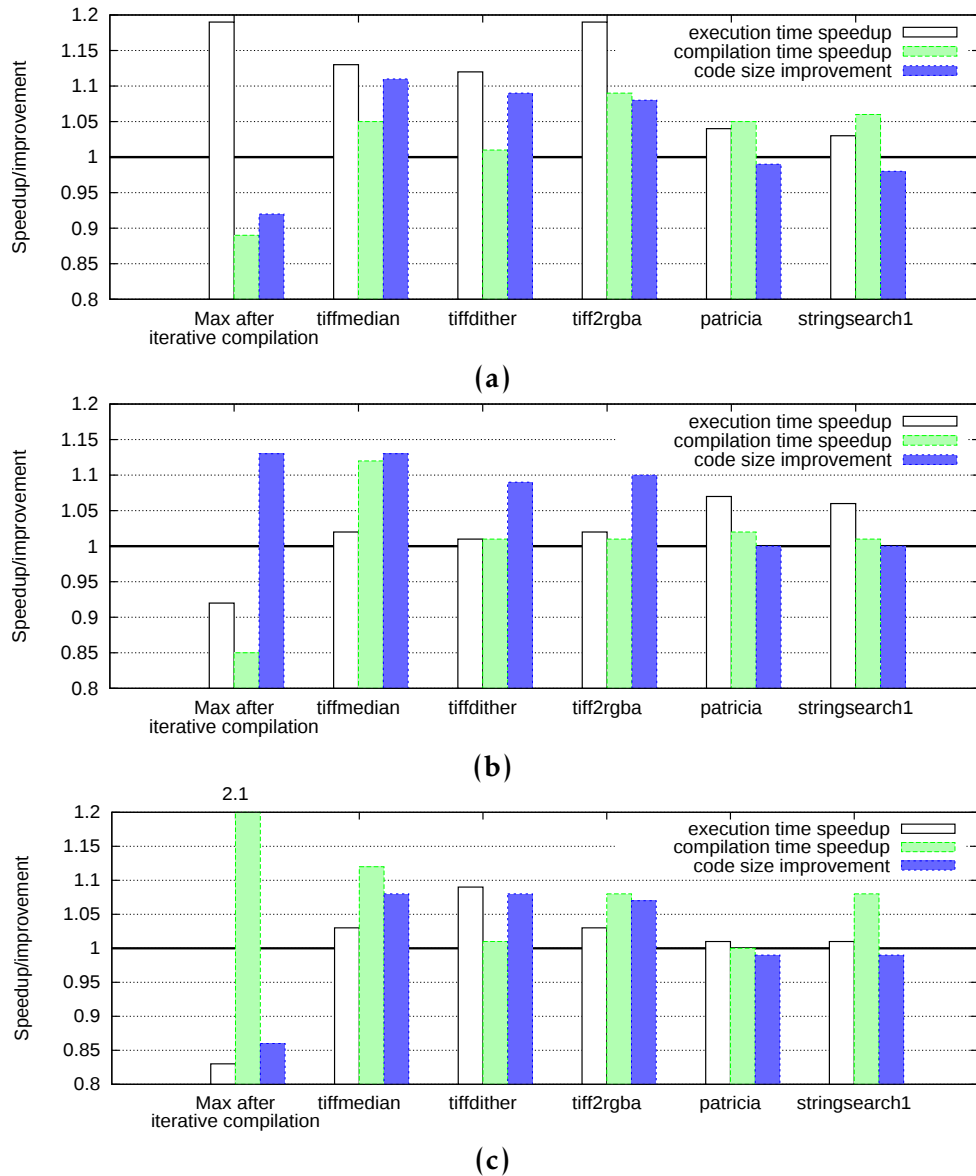 1.2
execution time speedup
1.15
compilation time speedup
code size improvement
1.1
1.05
1
0.95
0.9
0.85
0.8
Speedup/improvement
Max after tiffmedian tiffdither tiff2rgba patricia stringsearch1
iterative compilation
(a)
1.2
execution time speedup
1.15
compilation time speedup
code size improvement
1.1
1.05
1
0.95
0.9
0.85
0.8
Speedup/improvement
Max after tiffmedian tiffdither tiff2rgba patricia stringsearch1
iterative compilation
(b)
2.1
1.2
execution time speedup
1.15
compilation time speedup
code size improvement
1.1
1.05
1
0.95
0.9
0.85
0.8
Speedup/improvement
Max after tiffmedian tiffdither tiff2rgba patricia stringsearch1
iterative compilation
(c)